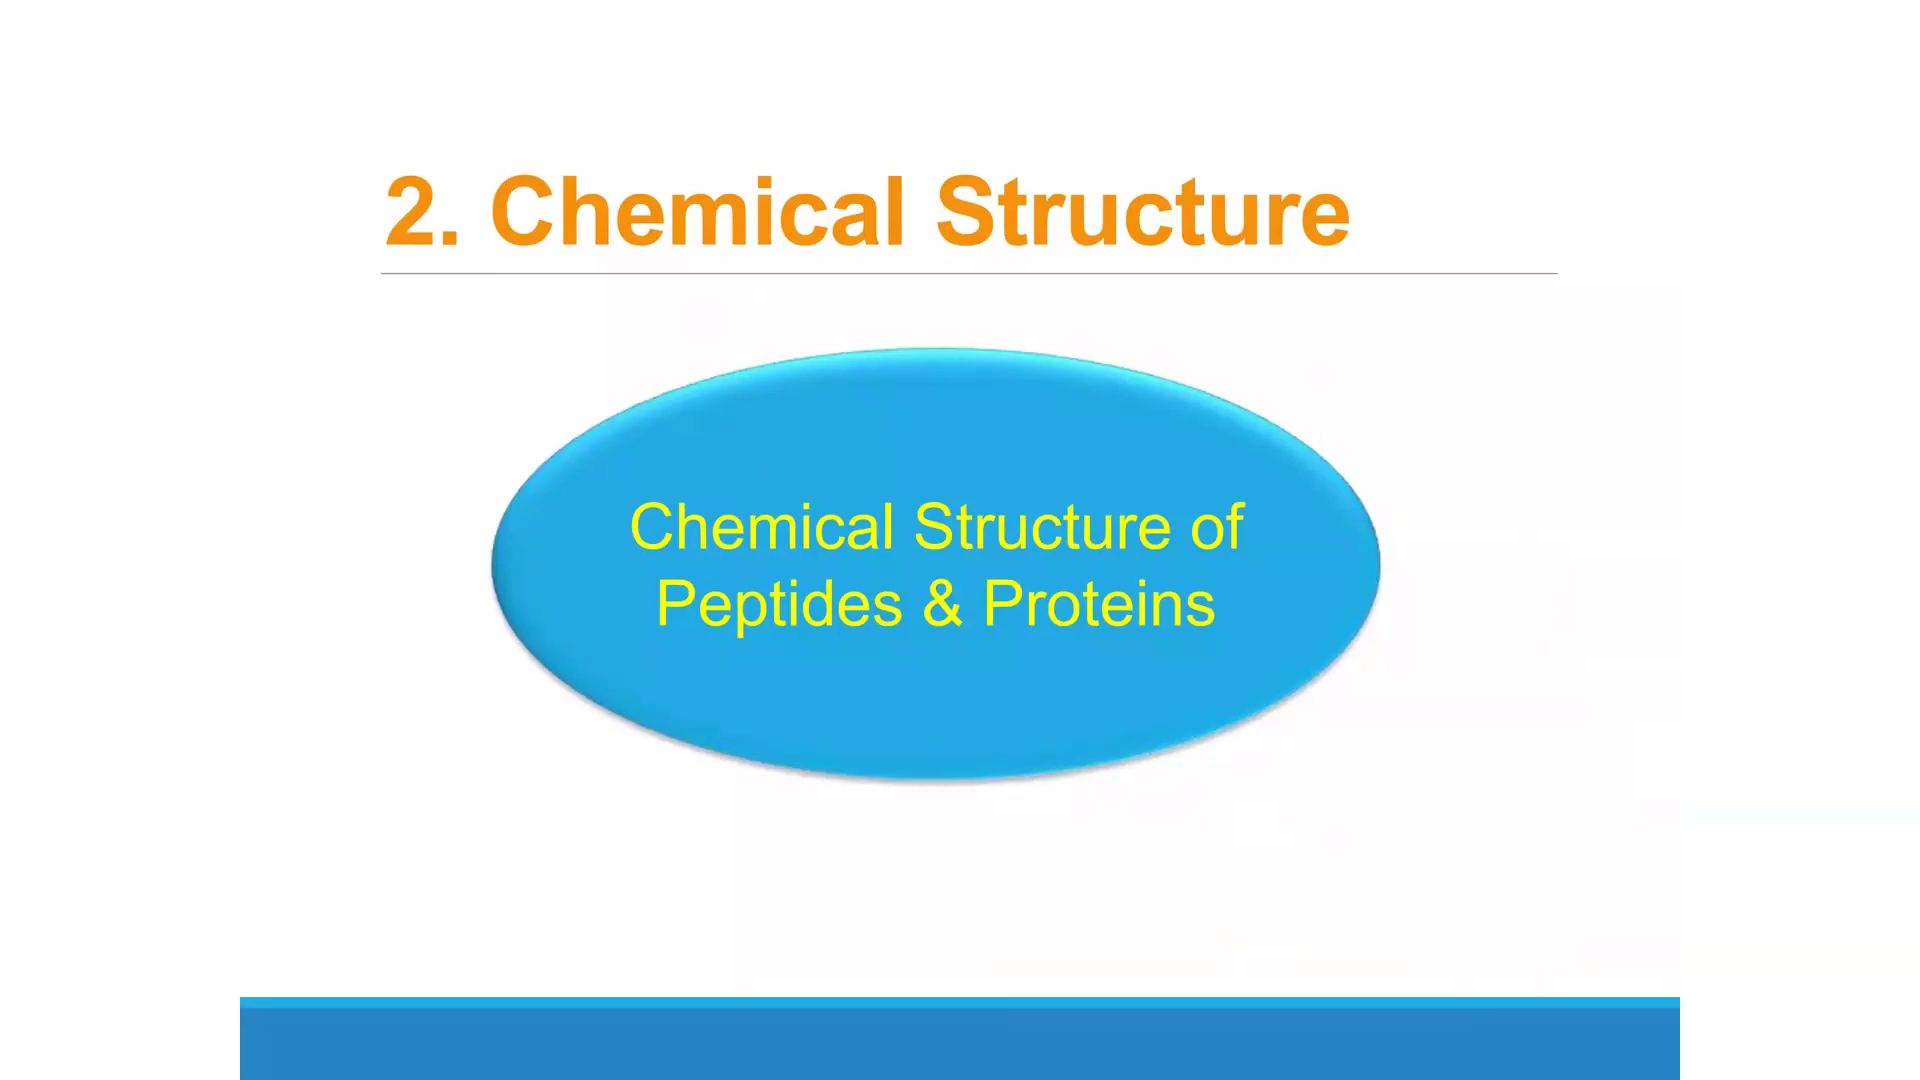 2. Chemical Structure
Chemical Structure of
Peptides & Proteins